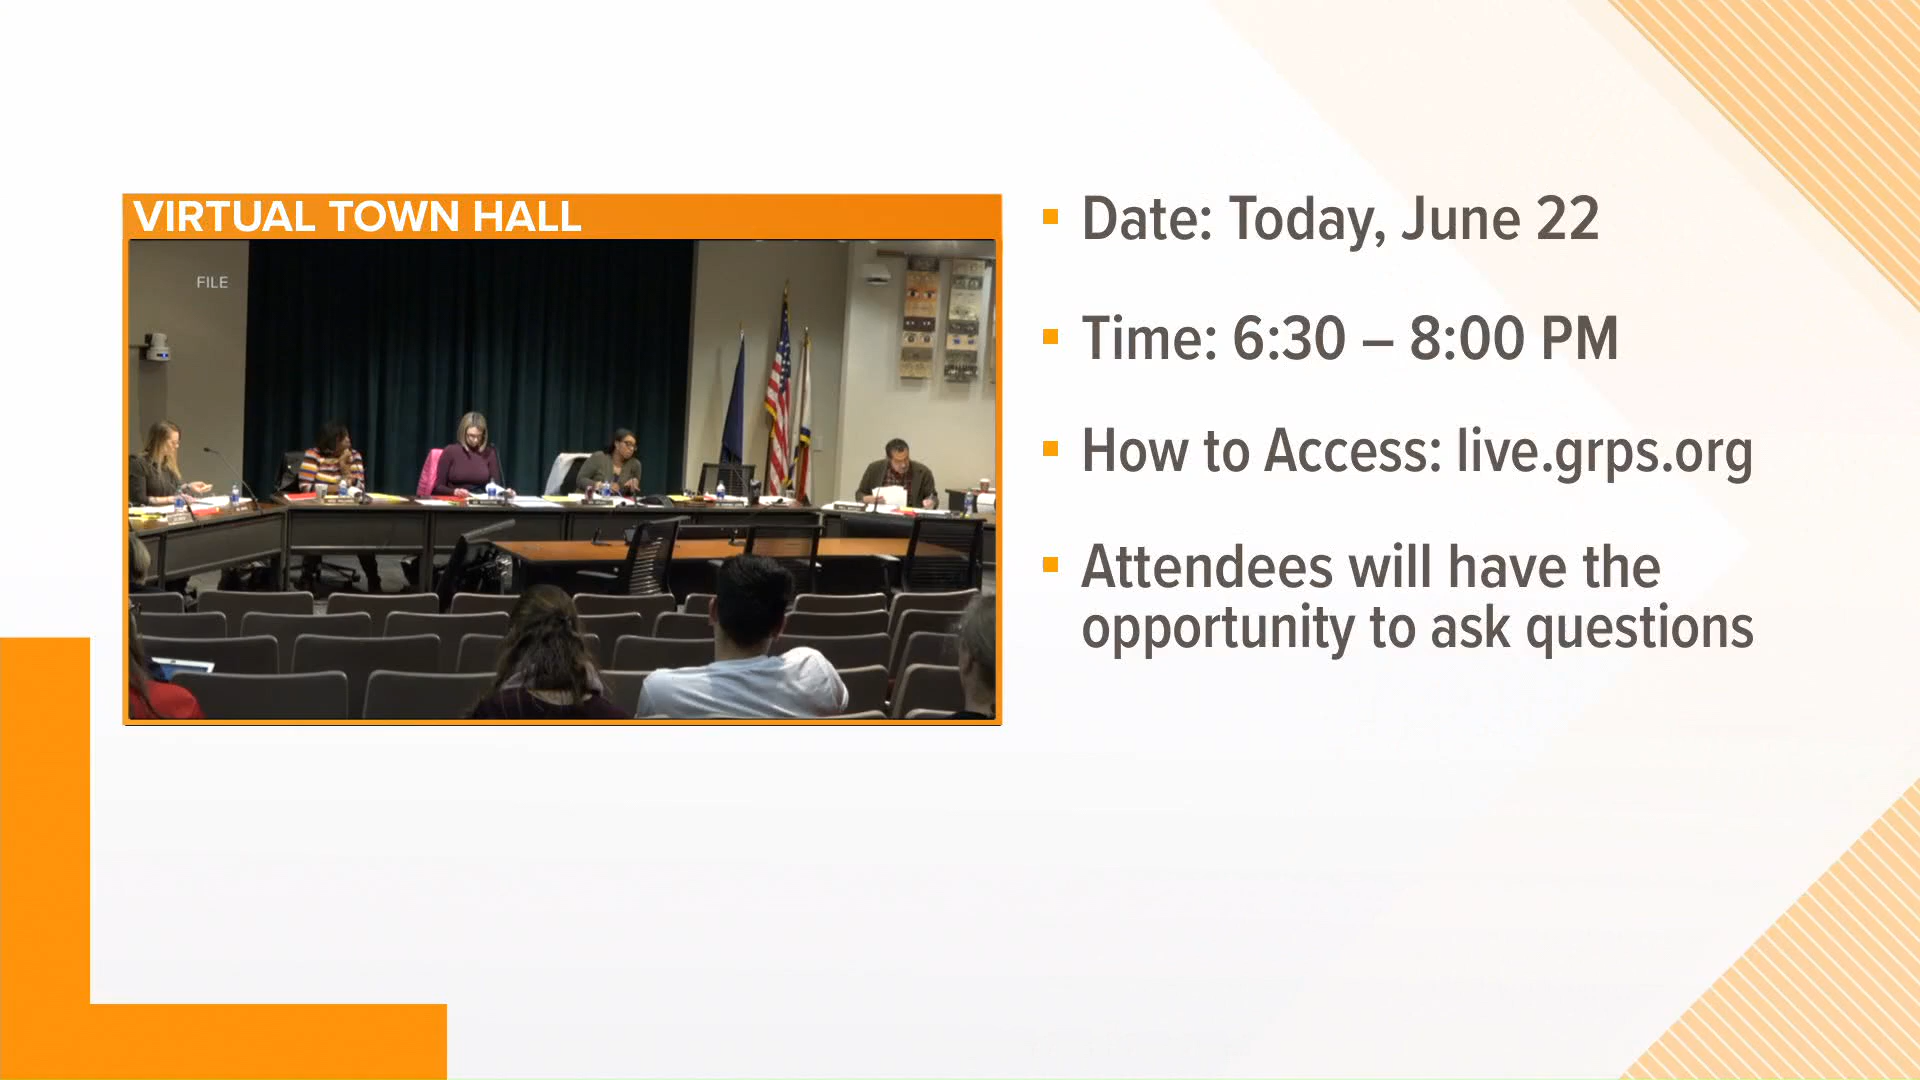 VIRTUAL TOWN HALL
FILE
Date: Today, June 22
Time: 6:30 – 8:00 PM
How to Access: live.grps.org
Attendees will have the
opportunity to ask questions